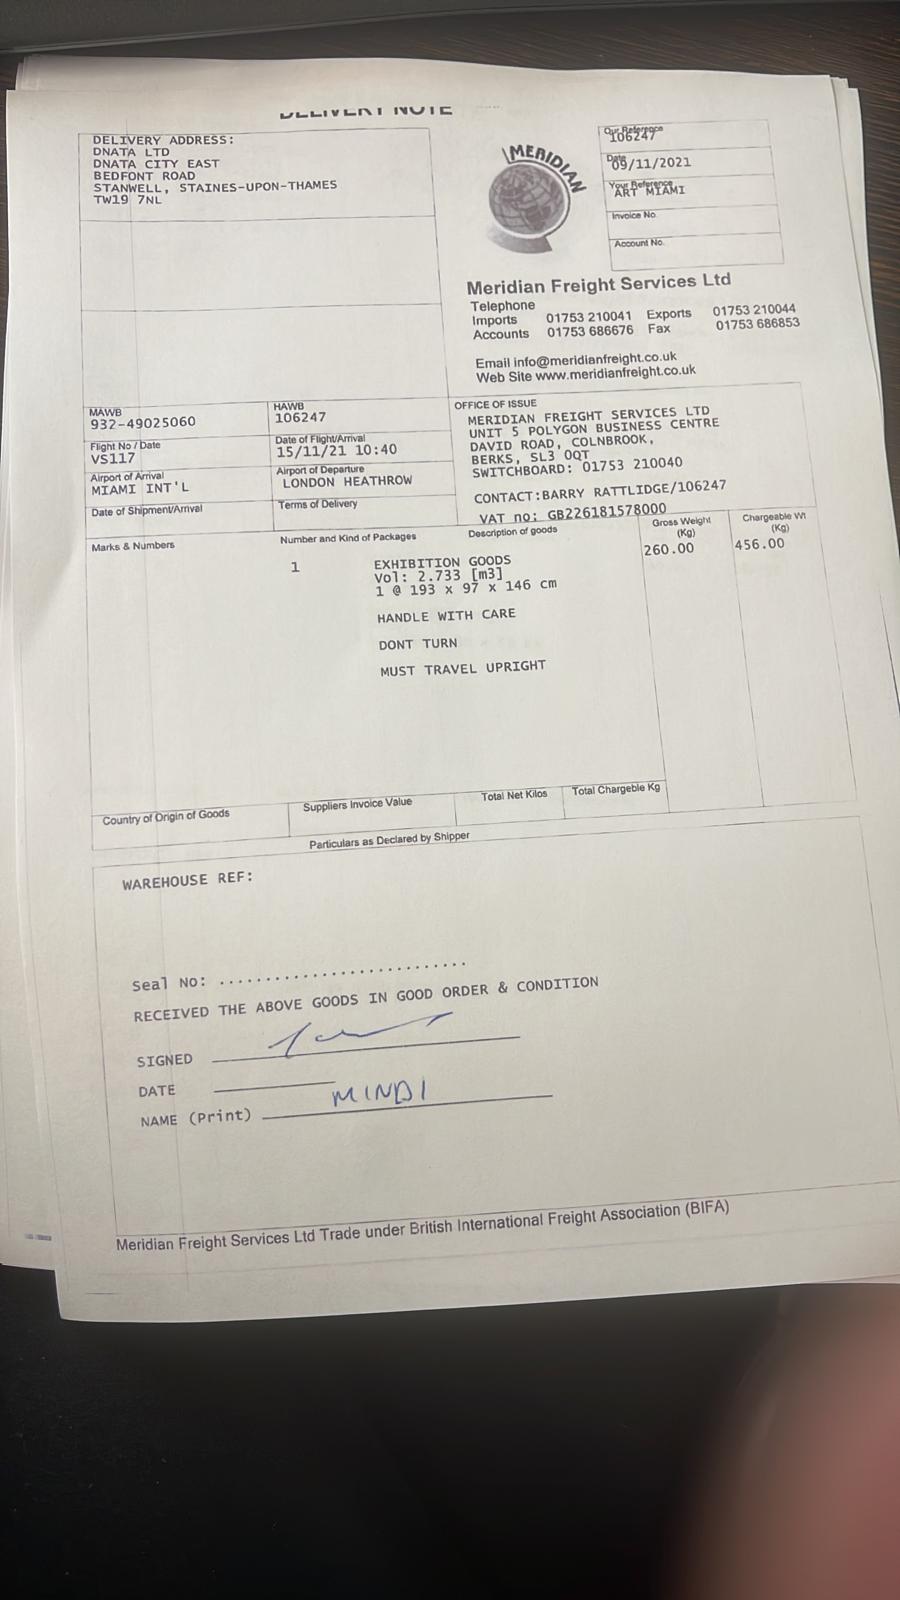 DELIVERY NOTE
DELIVERY ADDRESS:
DNATA LTD
DNATA CITY EAST
BEDFONT ROAD
STANWELL, STAINES-UPON-THAMES
TW19 7NL
MERIDIAN
Our Reference
106247
Date
09/11/2021
Your Reference
ART MIAMI
Invoice No.
Account No.
Meridian Freight Services Ltd
Telephone
Imports 01753 210041 Exports 01753 210044
Accounts 01753 686676 Fax 01753 686853
Email info@meridianfreight.co.uk
Web Site www.meridianfreight.co.uk
MAWB
932-49025060
HAWB
106247
Flight No / Date
VS117
Date of Flight/Arrival
15/11/21 10:40
Airport of Arrival
MIAMI INT'L
Airport of Departure
LONDON HEATHROW
Date of Shipment/Arrival
Terms of Delivery
OFFICE OF ISSUE
MERIDIAN FREIGHT SERVICES LTD
UNIT 5 POLYGON BUSINESS CENTRE
DAVID ROAD, COLNBROOK,
BERKS, SL3 0QT
SWITCHBOARD: 01753 210040
CONTACT:BARRY RATTLIDGE/106247
VAT no: GB226181578000
Marks & Numbers
Number and Kind of Packages
Description of goods
Gross Weight
(Kg)
Chargeable Wt
(Kg)
1
EXHIBITION GOODS
260.00
456.00
Vol: 2.733 [m3]
1 @ 193 x 97 x 146 cm
HANDLE WITH CARE
DONT TURN
MUST TRAVEL UPRIGHT
Country of Origin of Goods
Suppliers Invoice Value
Total Net Kilos
Total Chargeble Kg
Particulars as Declared by Shipper
WAREHOUSE REF:
Seal NO: ............................
RECEIVED THE ABOVE GOODS IN GOOD ORDER & CONDITION
SIGNED
DATE
NAME (Print) MINDI
Meridian Freight Services Ltd Trade under British International Freight Association (BIFA)